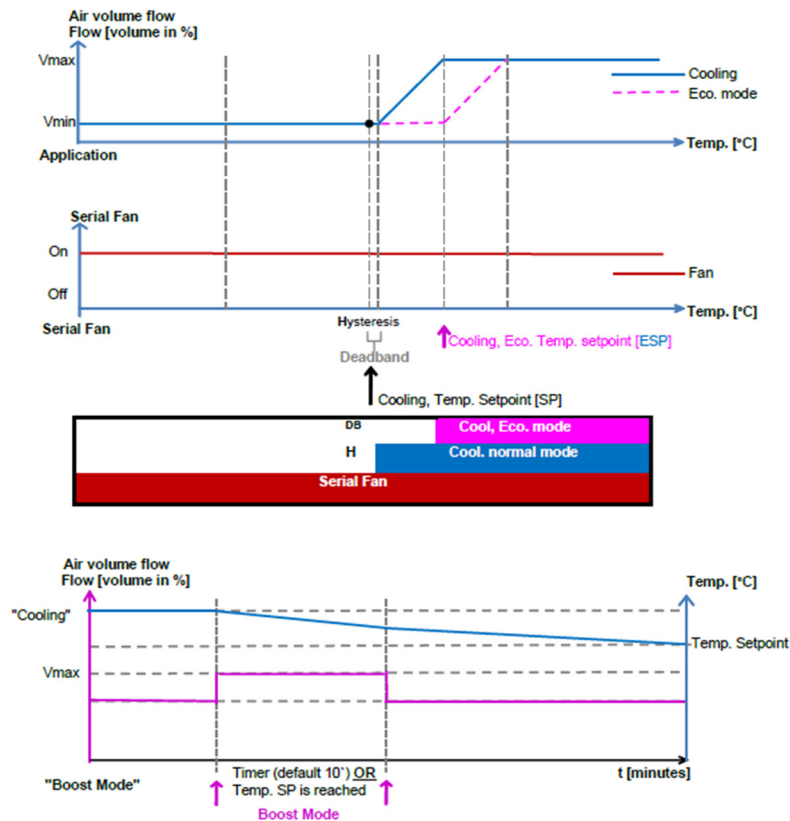 Air volume flow
Flow [volume in %]
Vmax
Cooling
Eco. mode
Vmin
Application
Temp. [°C]
Serial Fan
On
Fan
Off
Serial Fan
Temp. [°C]
Hysteresis
Deadband
Cooling, Eco. Temp. setpoint [ESP]
Cooling, Temp. Setpoint [SP]
DB
Cool, Eco. mode
H
Cool. normal mode
Serial Fan
Air volume flow
Flow [volume in %]
Temp. [°C]
"Cooling"
Temp. Setpoint
Vmax
"Boost Mode"
Timer (default 10`) OR
Temp. SP is reached
t [minutes]
Boost Mode